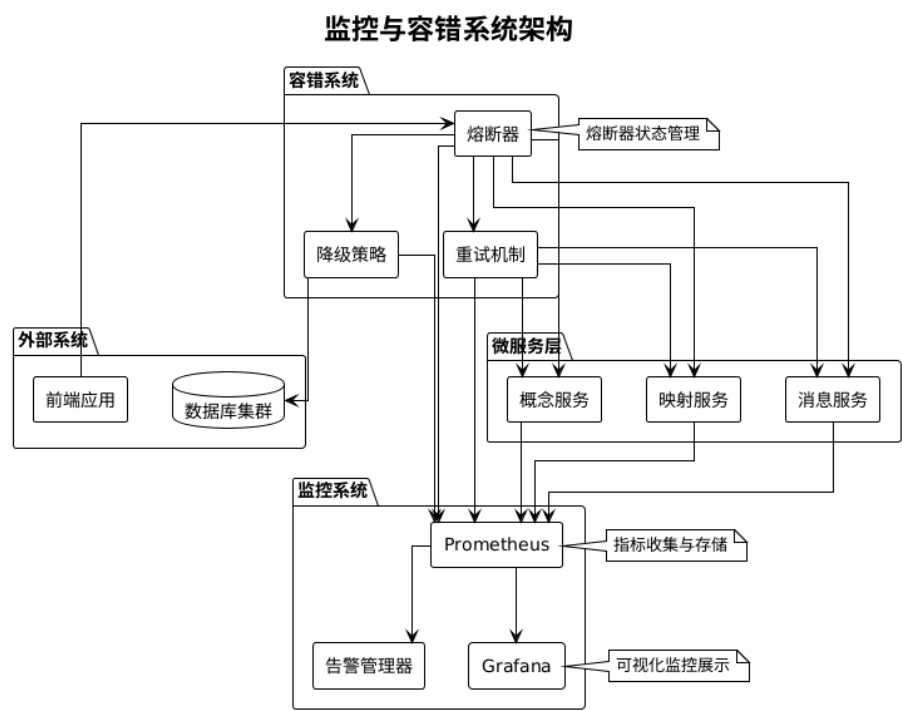 监控与容错系统架构
容错系统
熔断器
熔断器状态管理
降级策略
重试机制
外部系统
前端应用
数据库集群
微服务层
概念服务
映射服务
消息服务
监控系统
Prometheus
指标收集与存储
告警管理器
Grafana
可视化监控展示